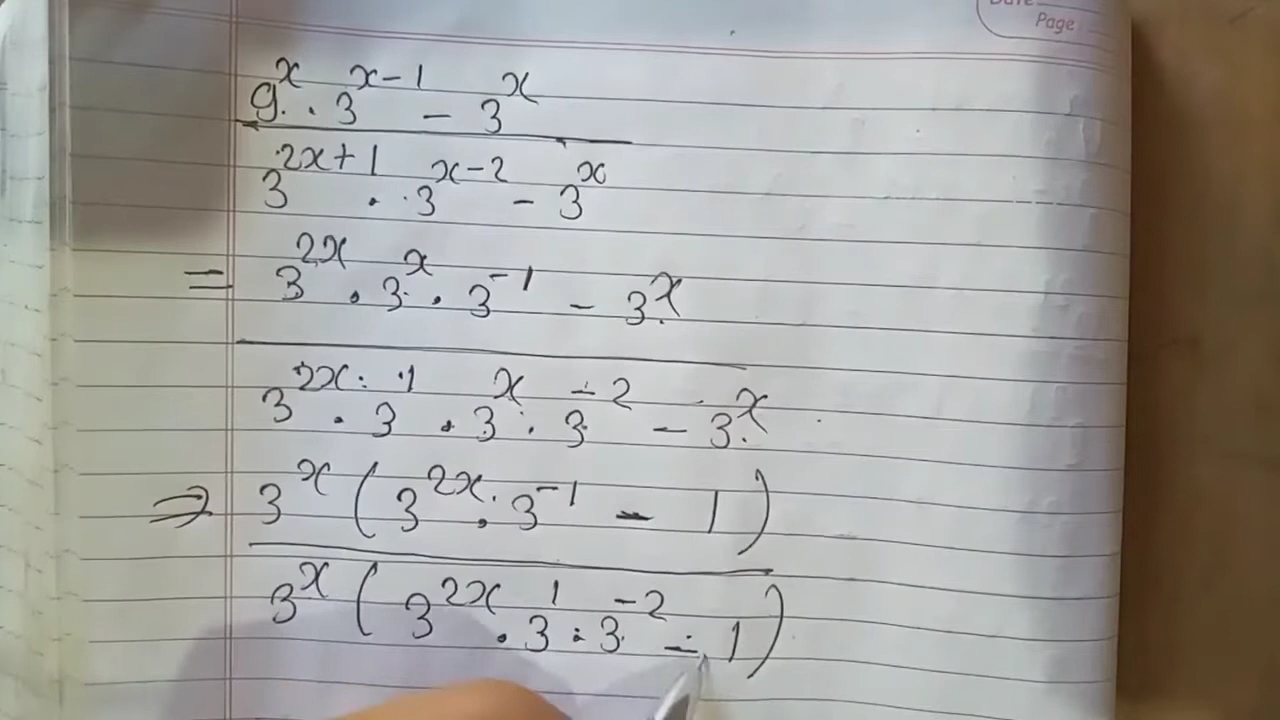 Page
9^x · 3^{x-1} - 3^x
3^{2x+1} · 3^{x-2} - 3^x
= 3^{2x} · 3^x · 3^{-1} - 3^x
3^{2x} · 3^1 · 3^x · 3^{-2} - 3^x
⇒ 3^x (3^{2x} · 3^{-1} - 1)
3^x (3^{2x} · 3^1 · 3^{-2} - 1)